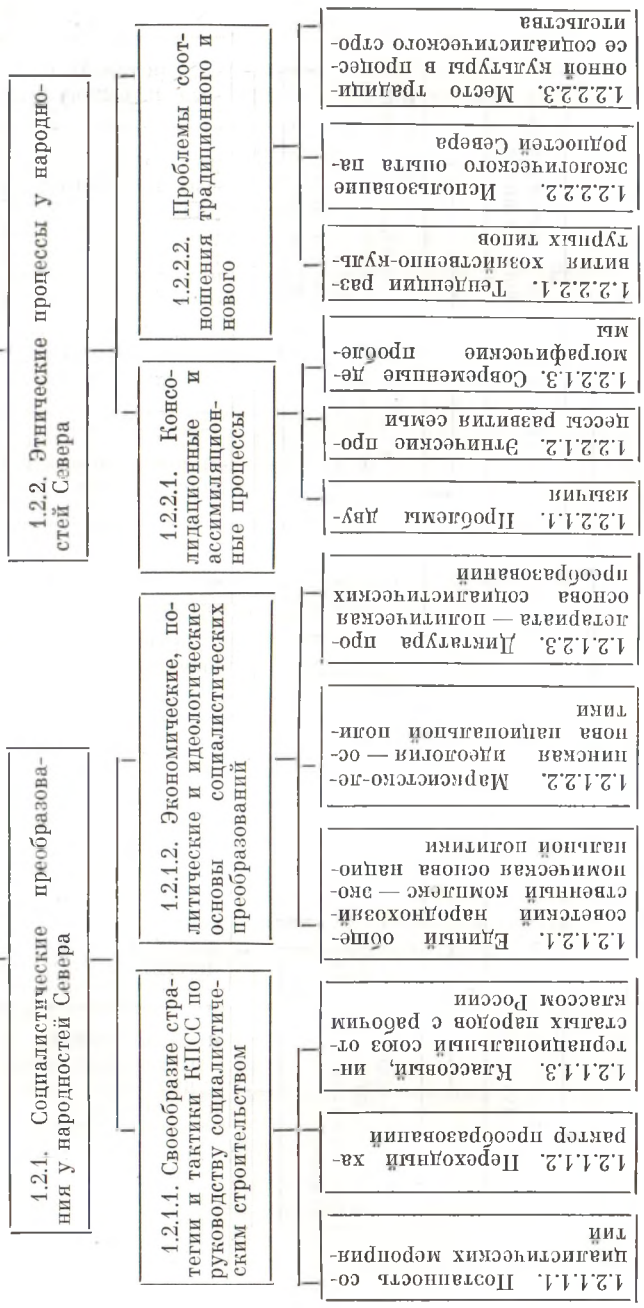 1.2.1. Социалистические преобразова-
ния у народностей Севера
1.2.2. Этнические процессы у народно-
стей Севера
1.2.1.1. Своеобразие стра-
тегии и тактики КПСС по
руководству социалистиче-
ским строительством
1.2.1.2. Экономические, по-
литические и идеологические
основы социалистических
преобразований
1.2.2.1. Консо-
лидационные и
ассимиляцион-
ные процессы
1.2.2.2. Проблемы соот-
ношения традиционного и
нового
1.2.1.1.1. Поэтапность со-
циалистических мероприя-
тий
1.2.1.1.2. Переходный ха-
рактер преобразований
1.2.1.1.3. Классовый, ин-
тернациональный союз от-
сталых народов с рабочим
классом России
1.2.1.2.1. Единый обще-
советский народнохозяй-
ственный комплекс — эко-
номическая основа нацио-
нальной политики
1.2.1.2.2. Марксистско-ле-
нинская идеология — ос-
нова национальной поли-
тики
1.2.1.2.3. Диктатура про-
летариата — политическая
основа социалистических
преобразований
1.2.2.1.1. Проблемы дву-
язычия
1.2.2.1.2. Этнические про-
цессы развития семьи
1.2.2.1.3. Современные де-
мографические пробле-
мы
1.2.2.2.1. Тенденции раз-
вития хозяйственно-куль-
турных типов
1.2.2.2.2. Использование
экологического опыта на-
родностей Севера
1.2.2.2.3. Место традици-
онной культуры в процес-
се социалистического стро-
ительства